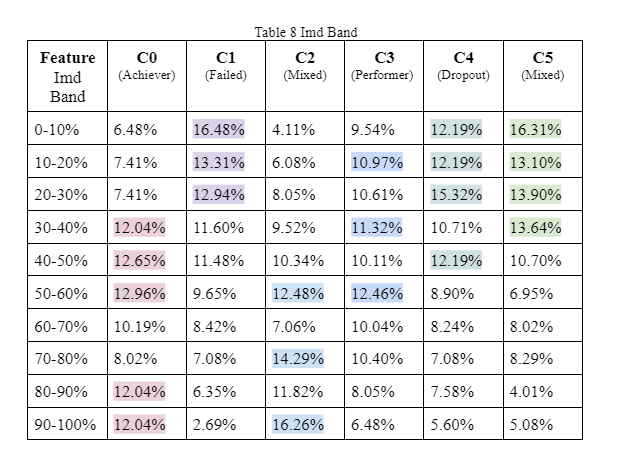 Table 8 Imd Band
Feature Imd Band C0 (Achiever) C1 (Failed) C2 (Mixed) C3 (Performer) C4 (Dropout) C5 (Mixed)
0-10% 6.48% 16.48% 4.11% 9.54% 12.19% 16.31%
10-20% 7.41% 13.31% 6.08% 10.97% 12.19% 13.10%
20-30% 7.41% 12.94% 8.05% 10.61% 15.32% 13.90%
30-40% 12.04% 11.60% 9.52% 11.32% 10.71% 13.64%
40-50% 12.65% 11.48% 10.34% 10.11% 12.19% 10.70%
50-60% 12.96% 9.65% 12.48% 12.46% 8.90% 6.95%
60-70% 10.19% 8.42% 7.06% 10.04% 8.24% 8.02%
70-80% 8.02% 7.08% 14.29% 10.40% 7.08% 8.29%
80-90% 12.04% 6.35% 11.82% 8.05% 7.58% 4.01%
90-100% 12.04% 2.69% 16.26% 6.48% 5.60% 5.08%